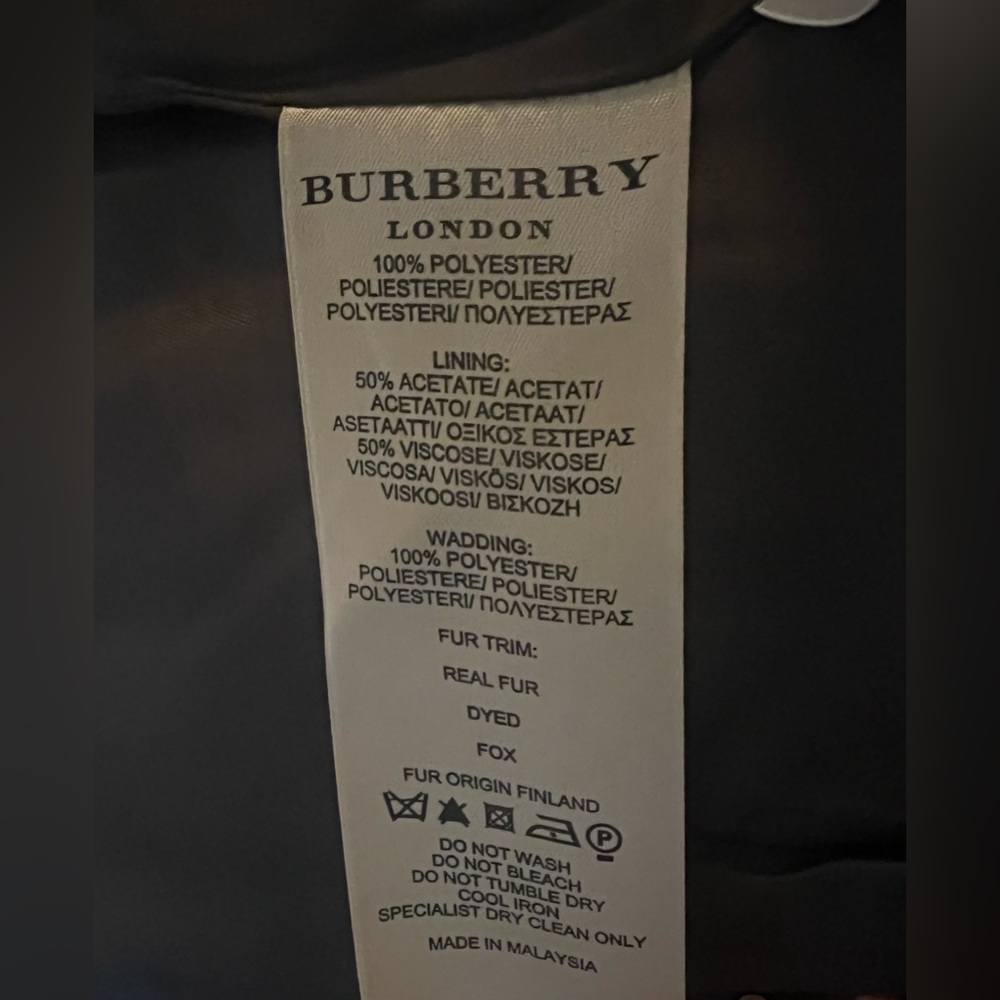 BURBERRY
LONDON
100% POLYESTER/
POLIESTERE/ POLIESTER/
POLYESTERI/ ΠΟΛΥΕΣΤΕΡΑΣ
LINING:
50% ACETATE/ ACETAT/
ACETATO/ ACETAAT/
ASETAATTI/ ΟΞΙΚΟΣ ΕΣΤΕΡΑΣ
50% VISCOSE/ VISKOSE/
VISCOSA/ VISKÖS/ VISKOS/
VISKOOSI/ ΒΙΣΚΟΖΗ
WADDING:
100% POLYESTER/
POLIESTERE/ POLIESTER/
POLYESTERI/ ΠΟΛΥΕΣΤΕΡΑΣ
FUR TRIM:
REAL FUR
DYED
FOX
FUR ORIGIN FINLAND
P
DO NOT WASH
DO NOT BLEACH
DO NOT TUMBLE DRY
COOL IRON
SPECIALIST DRY CLEAN ONLY
MADE IN MALAYSIA